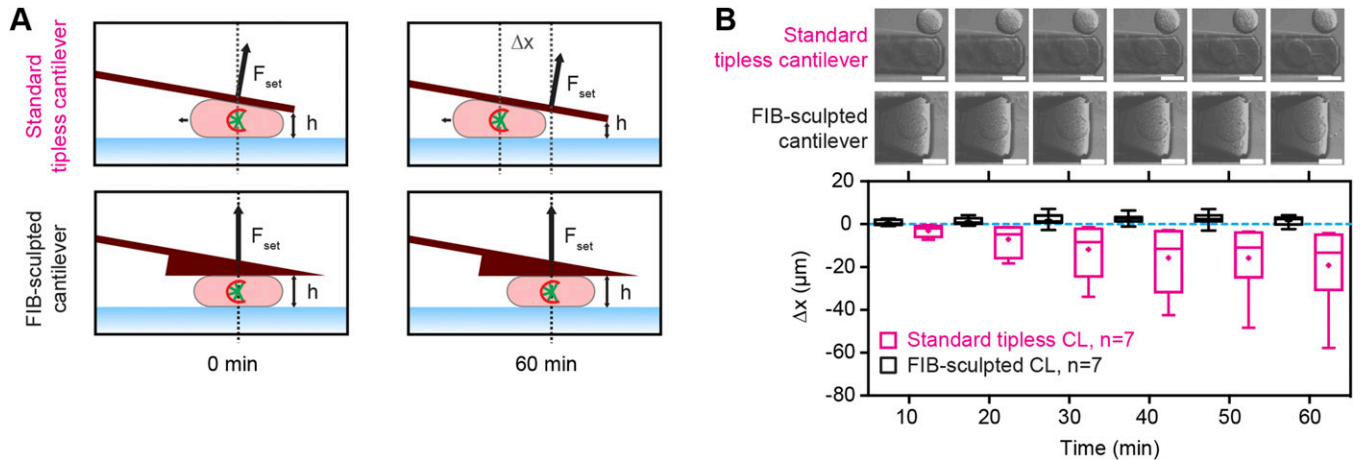 A
Standard
tipless cantilever
F set
h
Δx
F set
h
FIB-sculpted
cantilever
F set
h
F set
h
0 min
60 min
B
Standard
tipless cantilever
FIB-sculpted
cantilever
20
0
-20
-40
-60
-80
Δx (μm)
Standard tipless CL, n=7
FIB-sculpted CL, n=7
10 20 30 40 50 60
Time (min)